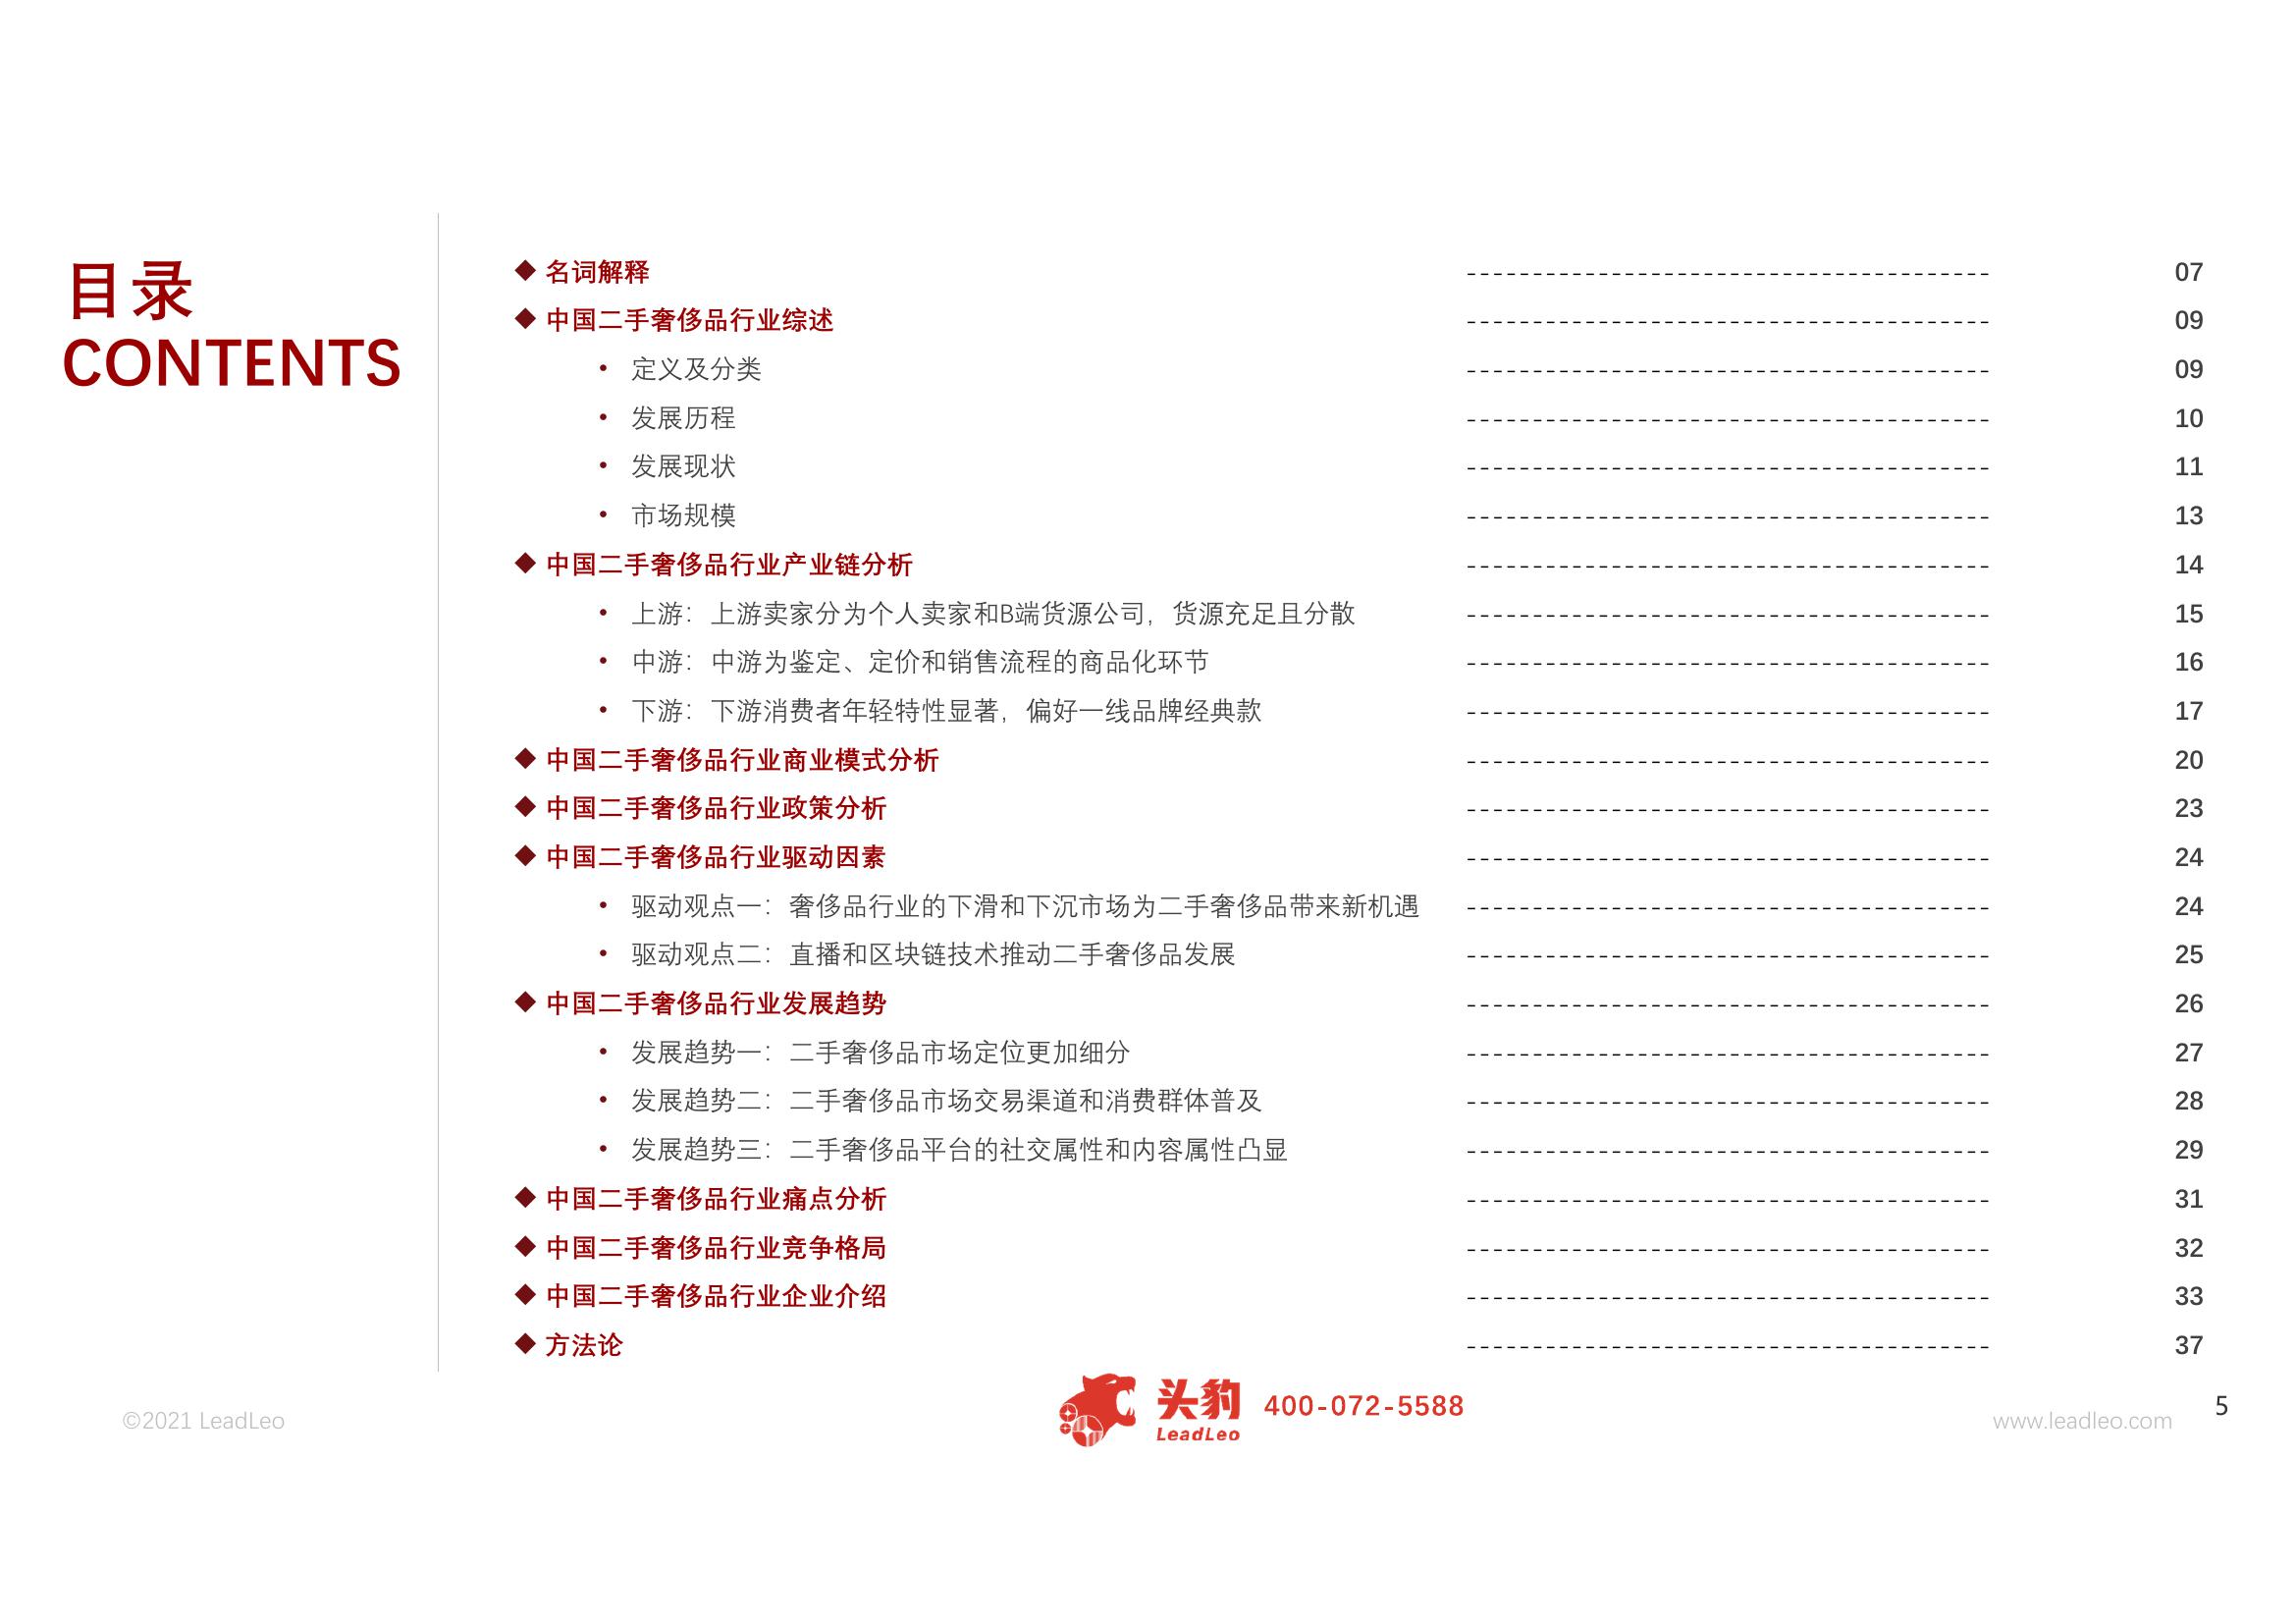 目录
CONTENTS
◆ 名词解释 ---------------------------------------- 07
◆ 中国二手奢侈品行业综述 ---------------------------------------- 09
• 定义及分类 ---------------------------------------- 09
• 发展历程 ---------------------------------------- 10
• 发展现状 ---------------------------------------- 11
• 市场规模 ---------------------------------------- 13
◆ 中国二手奢侈品行业产业链分析 ---------------------------------------- 14
• 上游：上游卖家分为个人卖家和B端货源公司，货源充足且分散 ---------------------------------------- 15
• 中游：中游为鉴定、定价和销售流程的商品化环节 ---------------------------------------- 16
• 下游：下游消费者年轻特性显著，偏好一线品牌经典款 ---------------------------------------- 17
◆ 中国二手奢侈品行业商业模式分析 ---------------------------------------- 20
◆ 中国二手奢侈品行业政策分析 ---------------------------------------- 23
◆ 中国二手奢侈品行业驱动因素 ---------------------------------------- 24
• 驱动观点一：奢侈品行业的下滑和下沉市场为二手奢侈品带来新机遇 ---------------------------------------- 24
• 驱动观点二：直播和区块链技术推动二手奢侈品发展 ---------------------------------------- 25
◆ 中国二手奢侈品行业发展趋势 ---------------------------------------- 26
• 发展趋势一：二手奢侈品市场定位更加细分 ---------------------------------------- 27
• 发展趋势二：二手奢侈品市场交易渠道和消费群体普及 ---------------------------------------- 28
• 发展趋势三：二手奢侈品平台的社交属性和内容属性凸显 ---------------------------------------- 29
◆ 中国二手奢侈品行业痛点分析 ---------------------------------------- 31
◆ 中国二手奢侈品行业竞争格局 ---------------------------------------- 32
◆ 中国二手奢侈品行业企业介绍 ---------------------------------------- 33
◆ 方法论 ---------------------------------------- 37
©2021 LeadLeo
头豹
LeadLeo
400-072-5588
www.leadleo.com
5